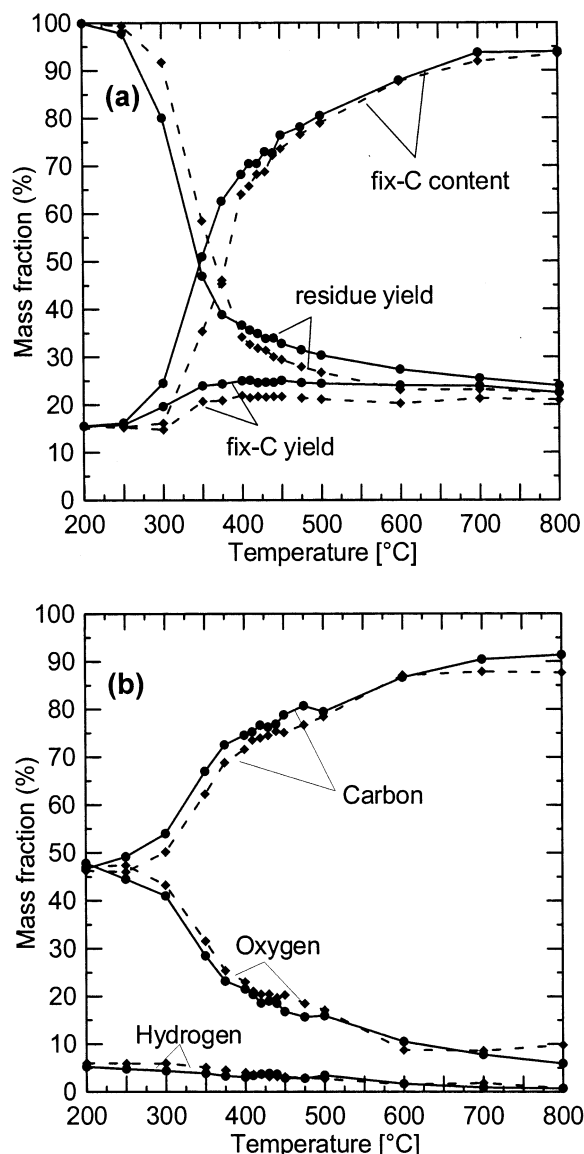 100
90
80
70
60
50
40
30
20
10
0
Mass fraction (%)
(a)
fix-C content
residue yield
fix-C yield
200 300 400 500 600 700 800
Temperature [°C]
100
90
80
70
60
50
40
30
20
10
0
Mass fraction (%)
(b)
Carbon
Oxygen
Hydrogen
200 300 400 500 600 700 800
Temperature [°C]